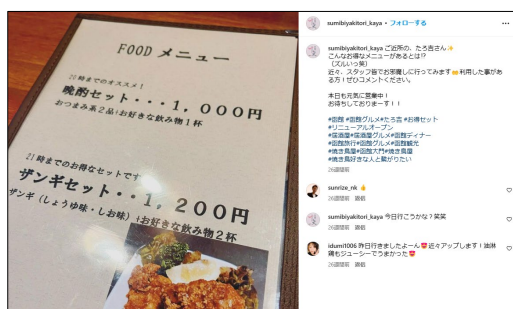 FOOD メニュー
21時までのオススメ！
晩酌セット・・・1，000円
おつまみ系2品+お好きな飲み物1杯
21時までのお得なセットです
ザンギセット・・1，200円
ザンギ（しょうゆ味・しお味）+お好きな飲み物2杯
sumibiyakitori_kaya • フォローする
sumibiyakitori_kaya ご近所の、たろ吉さん✨
こんなお得なメニューがあるとは⁉
（ズルいっ笑）
近々、スタッフ皆でお邪魔しに行ってみます🙌利用した事があ
る方！ぜひコメントください。
本日も元気に営業中！
お待ちしておりまーす！！
#函館 #函館グルメ#たろ吉 #お得セット
#リニューアルオープン
#居酒屋#居酒屋グルメ#函館ディナー
#函館旅行#函館グルメ#函館観光
#焼き鳥屋#函館大門#焼き鳥屋
#焼き鳥好きな人と繋がりたい
26週間前
sunrize_nk 👍
26週間前 返信
sumibiyakitori_kaya 今日行こうかな？笑笑
26週間前 返信
idumi1006 昨日行きましたよーん😍近々アップします！油淋
鶏もジューシーでうまかった😍
26週間前 返信